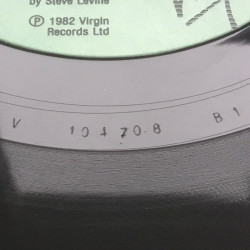 by Steve Levine
℗ 1982 Virgin
Records Ltd
V 10470.8 B1